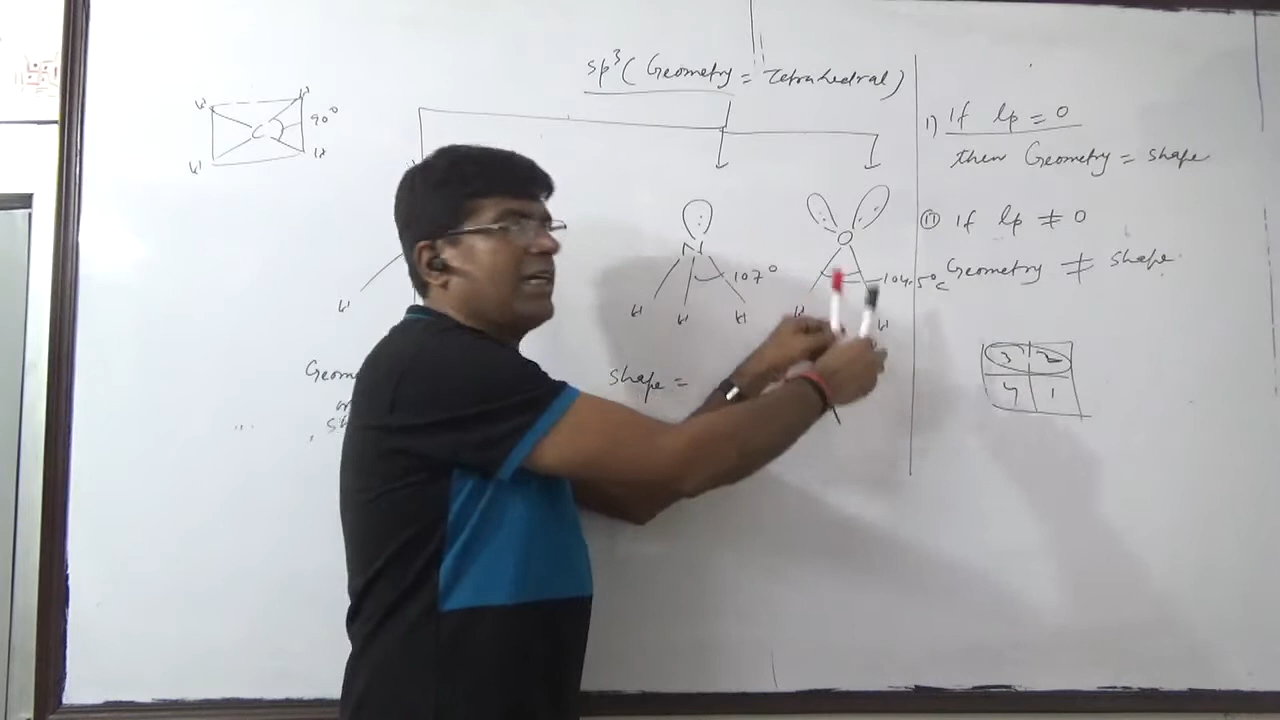 sp³ (Geometry = Tetrahedral)
H H
C 90°
H H
N 107°
H H H
O 104.5°c
H H
H
Geome
shape =
I) If lp = 0
then Geometry = shape
II) If lp ≠ 0
Geometry ≠ shape
3 2
4 1